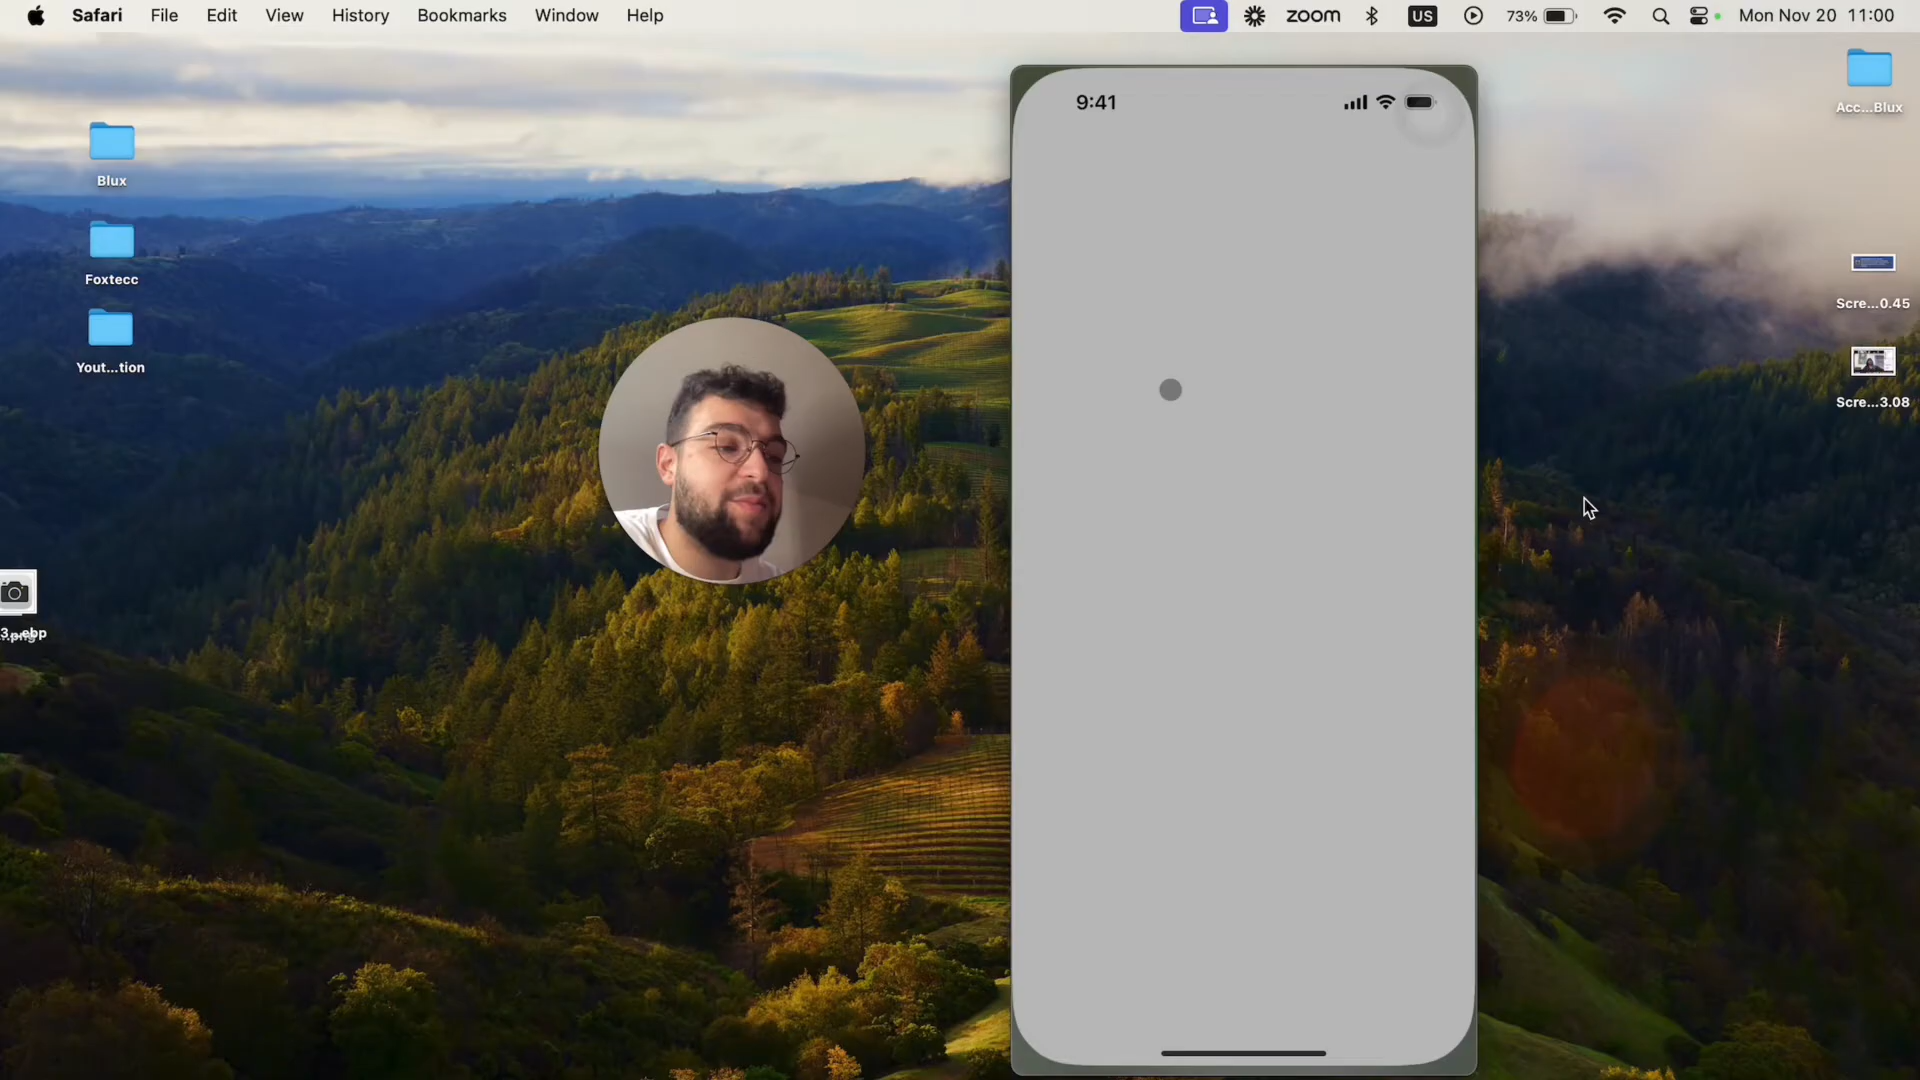 Safari File Edit View History Bookmarks Window Help zoom US 73% Mon Nov 20 11:00
9:41
Acc...Blux
Blux
Foxtecc
Yout...tion
Scre...0.45
Scre...3.08